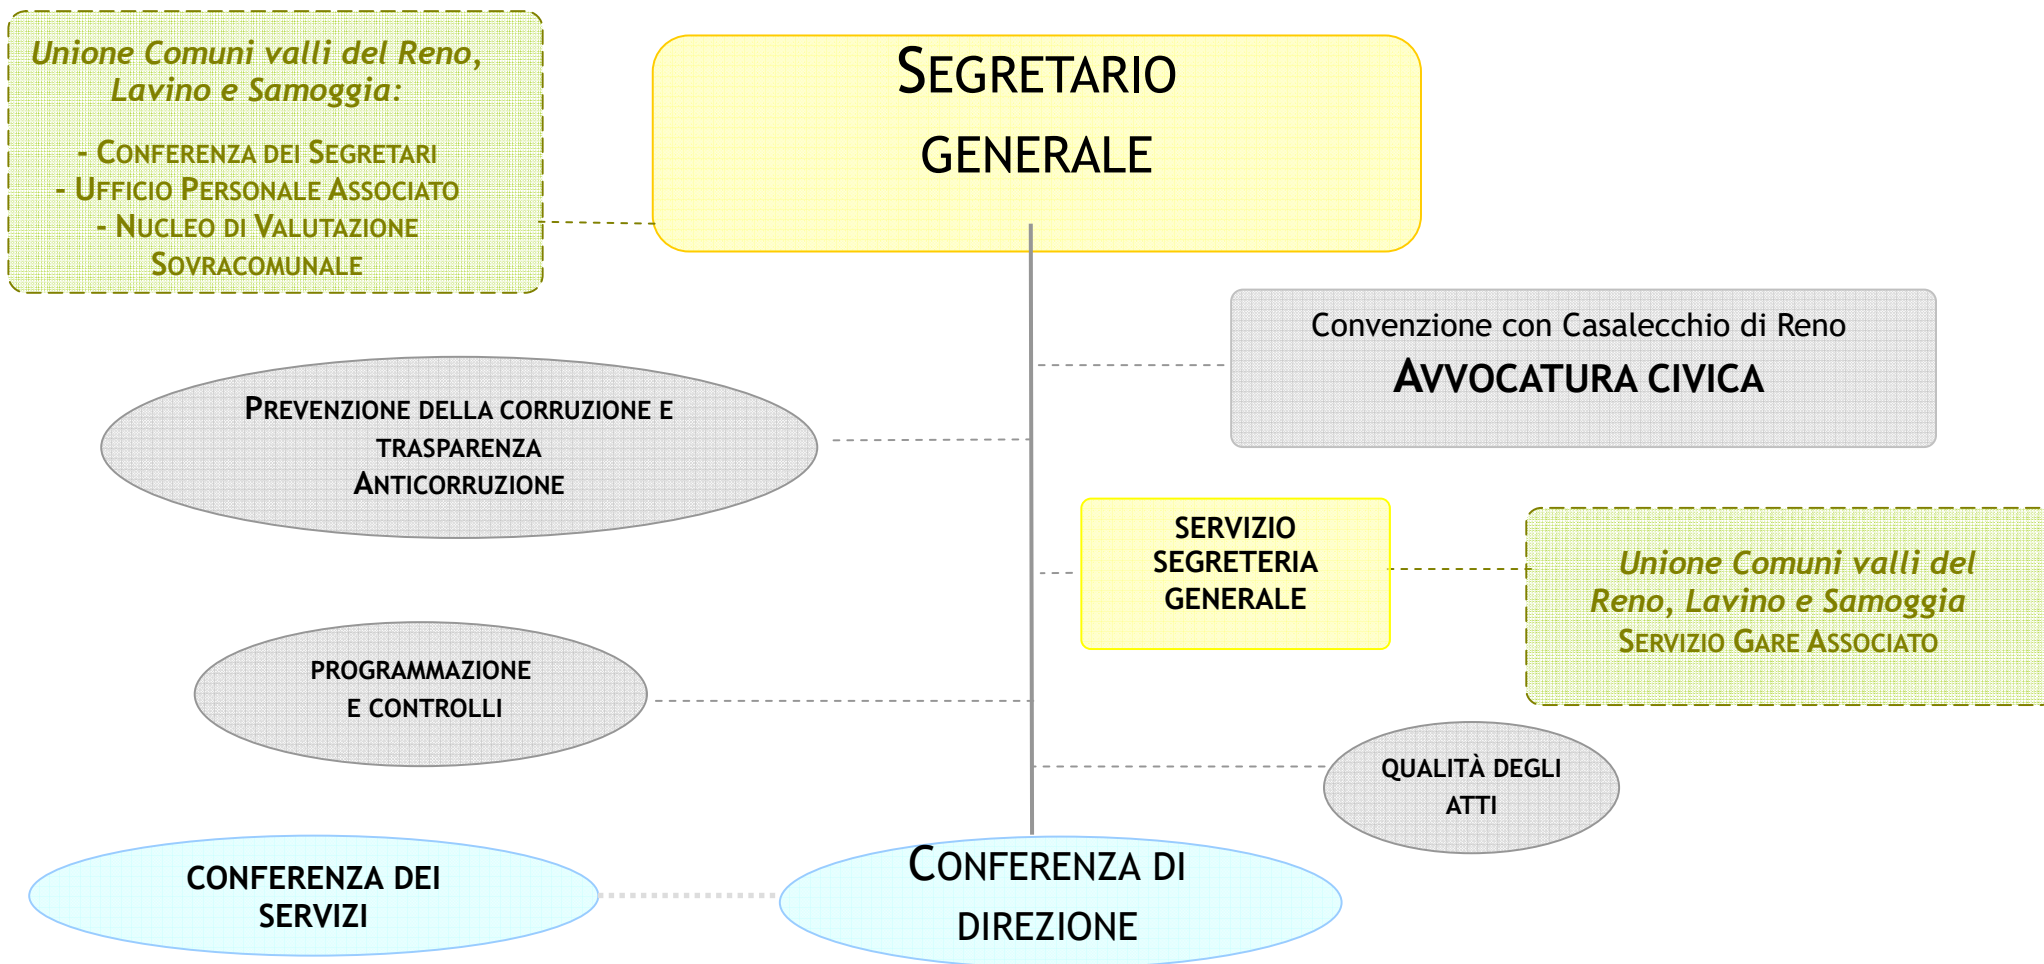 Unione Comuni valli del Reno,
Lavino e Samoggia:
- CONFERENZA DEI SEGRETARI
- UFFICIO PERSONALE ASSOCIATO
- NUCLEO DI VALUTAZIONE
SOVRACOMUNALE
SEGRETARIO
GENERALE
Convenzione con Casalecchio di Reno
AVVOCATURA CIVICA
PREVENZIONE DELLA CORRUZIONE E
TRASPARENZA
ANTICORRUZIONE
SERVIZIO
SEGRETERIA
GENERALE
Unione Comuni valli del
Reno, Lavino e Samoggia
SERVIZIO GARE ASSOCIATO
PROGRAMMAZIONE
E CONTROLLI
QUALITÀ DEGLI
ATTI
CONFERENZA DEI
SERVIZI
CONFERENZA DI
DIREZIONE